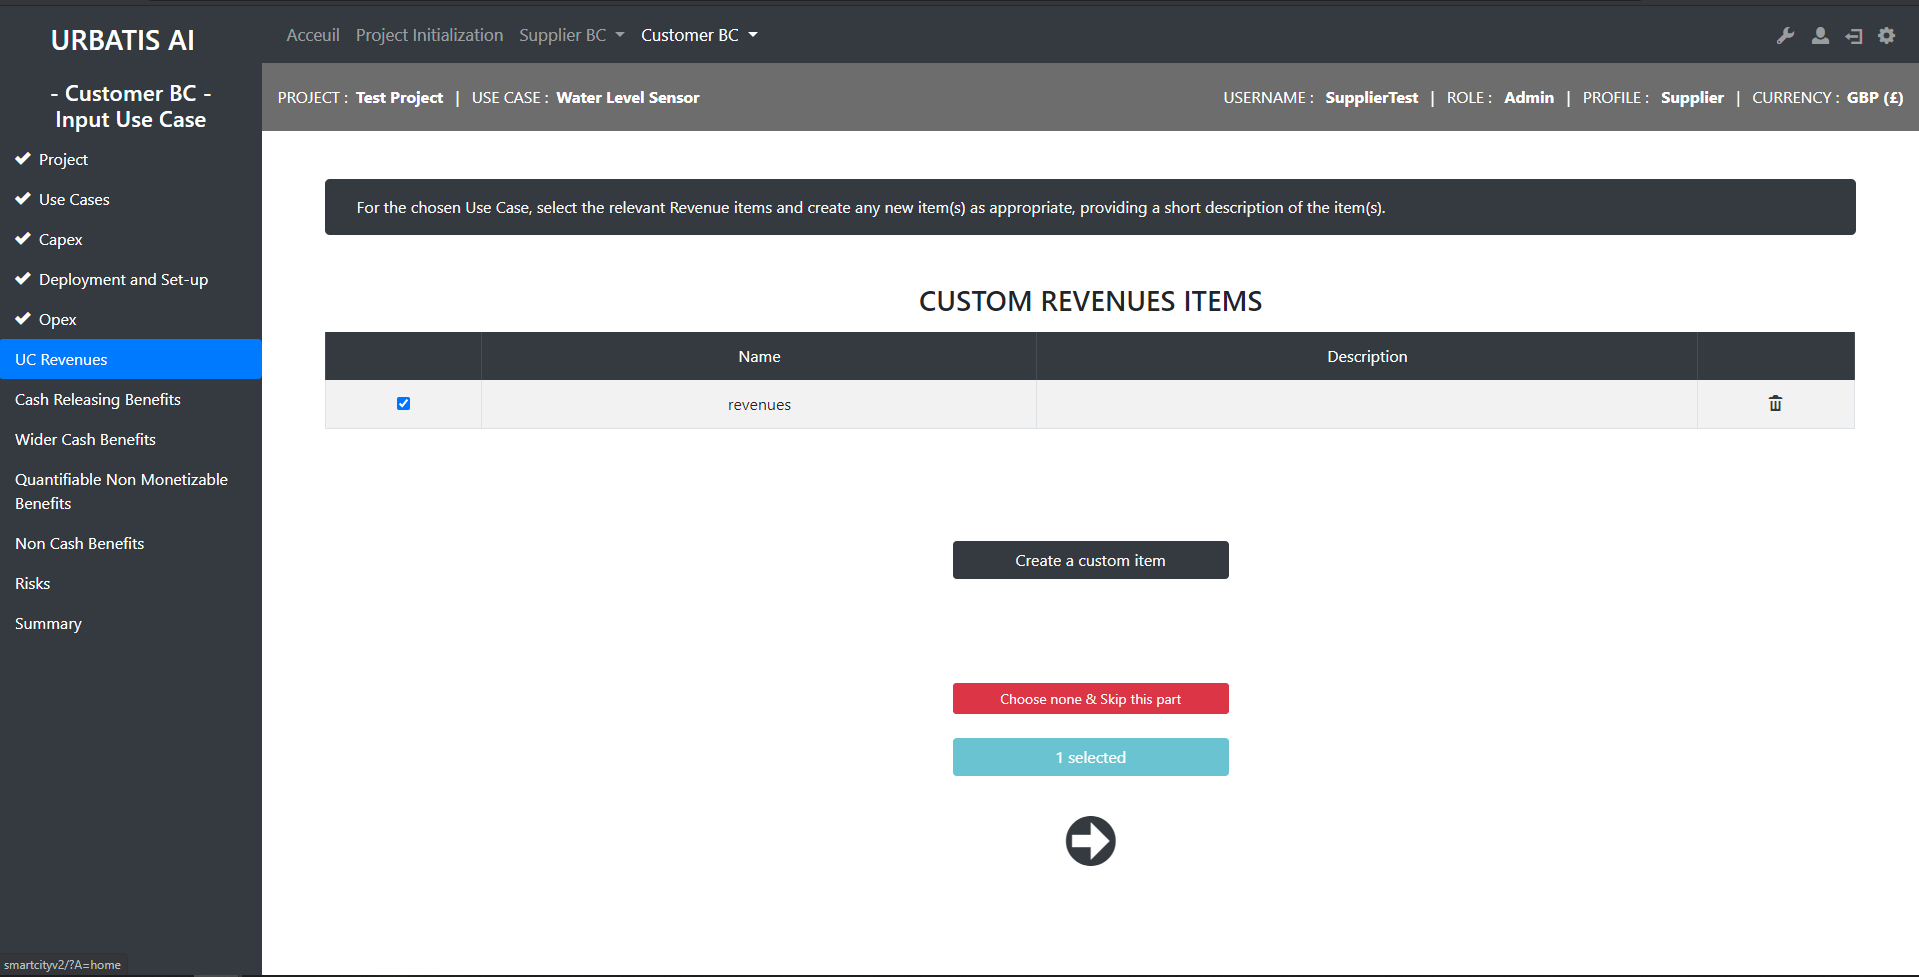 URBATIS AI
Acceuil Project Initialization Supplier BC Customer BC
- Customer BC -
Input Use Case
PROJECT : Test Project | USE CASE : Water Level Sensor
USERNAME : SupplierTest | ROLE : Admin | PROFILE : Supplier | CURRENCY : GBP (£)
Project
Use Cases
Capex
Deployment and Set-up
Opex
UC Revenues
Cash Releasing Benefits
Wider Cash Benefits
Quantifiable Non Monetizable
Benefits
Non Cash Benefits
Risks
Summary
For the chosen Use Case, select the relevant Revenue items and create any new item(s) as appropriate, providing a short description of the item(s).
CUSTOM REVENUES ITEMS
Name Description
revenues
Create a custom item
Choose none & Skip this part
1 selected
smartcityv2/?A=home